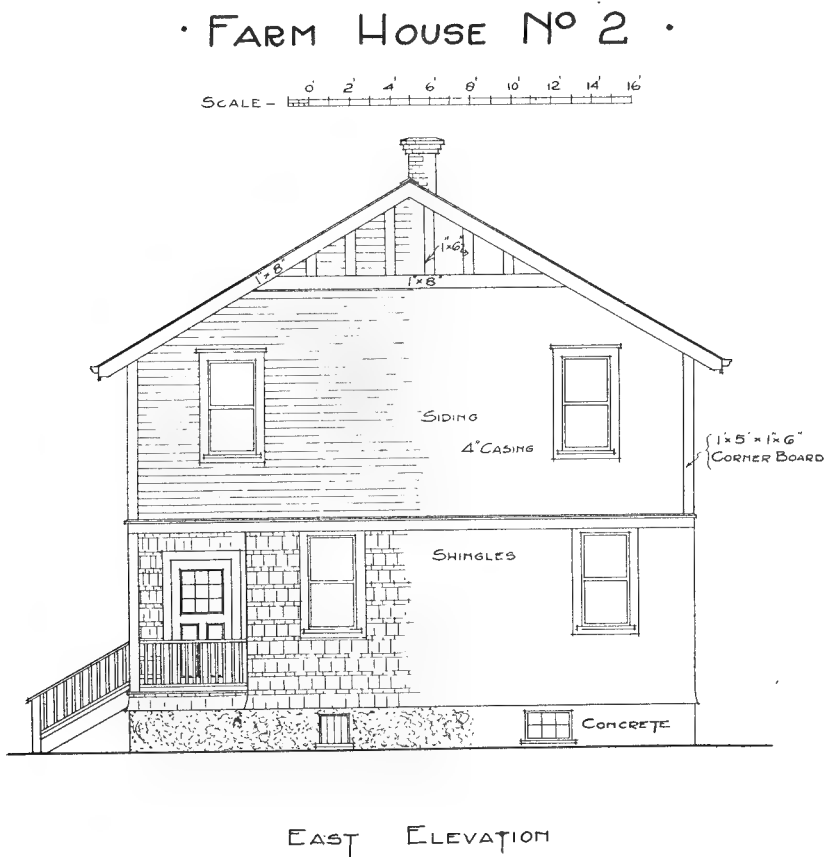 · FARM HOUSE Nº 2 ·
SCALE – 0' 2' 4' 6' 8' 10' 12' 14' 16'
1"x6"
1"x8"
1"x8"
SIDING
4" CASING
1"x5"x1"x6"
CORNER BOARD
SHINGLES
CONCRETE
EAST ELEVATION